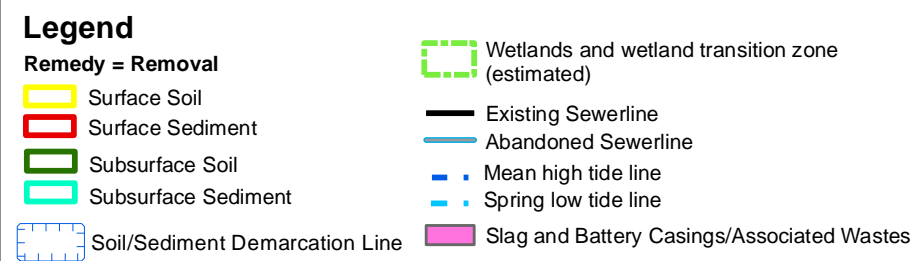 Legend
Remedy = Removal
Surface Soil
Surface Sediment
Subsurface Soil
Subsurface Sediment
Soil/Sediment Demarcation Line
Wetlands and wetland transition zone
(estimated)
Existing Sewerline
Abandoned Sewerline
Mean high tide line
Spring low tide line
Slag and Battery Casings/Associated Wastes